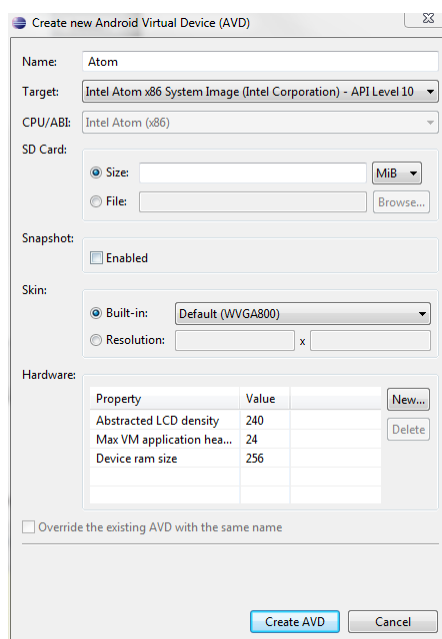 Create new Android Virtual Device (AVD)
Name: Atom
Target: Intel Atom x86 System Image (Intel Corporation) - API Level 10
CPU/ABI: Intel Atom (x86)
SD Card:
Size: MiB
File: Browse...
Snapshot:
Enabled
Skin:
Built-in: Default (WVGA800)
Resolution: x
Hardware:
Property Value New...
Abstracted LCD density 240 Delete
Max VM application hea... 24
Device ram size 256
Override the existing AVD with the same name
Create AVD Cancel